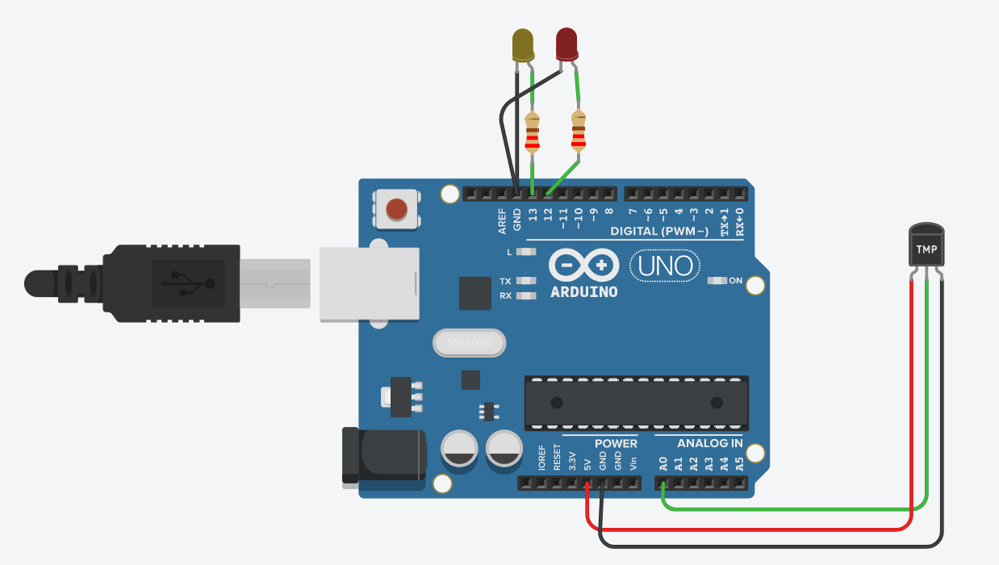 AREF
GND
13
12
~11
~10
~9
8
7
~6
~5
4
~3
2
TX→1
RX←0
DIGITAL (PWM~)
L
TX
RX
ARDUINO
UNO
ON
TMP
SPK16.000G
POWER
ANALOG IN
IOREF
RESET
3.3V
5V
GND
GND
Vin
A0
A1
A2
A3
A4
A5